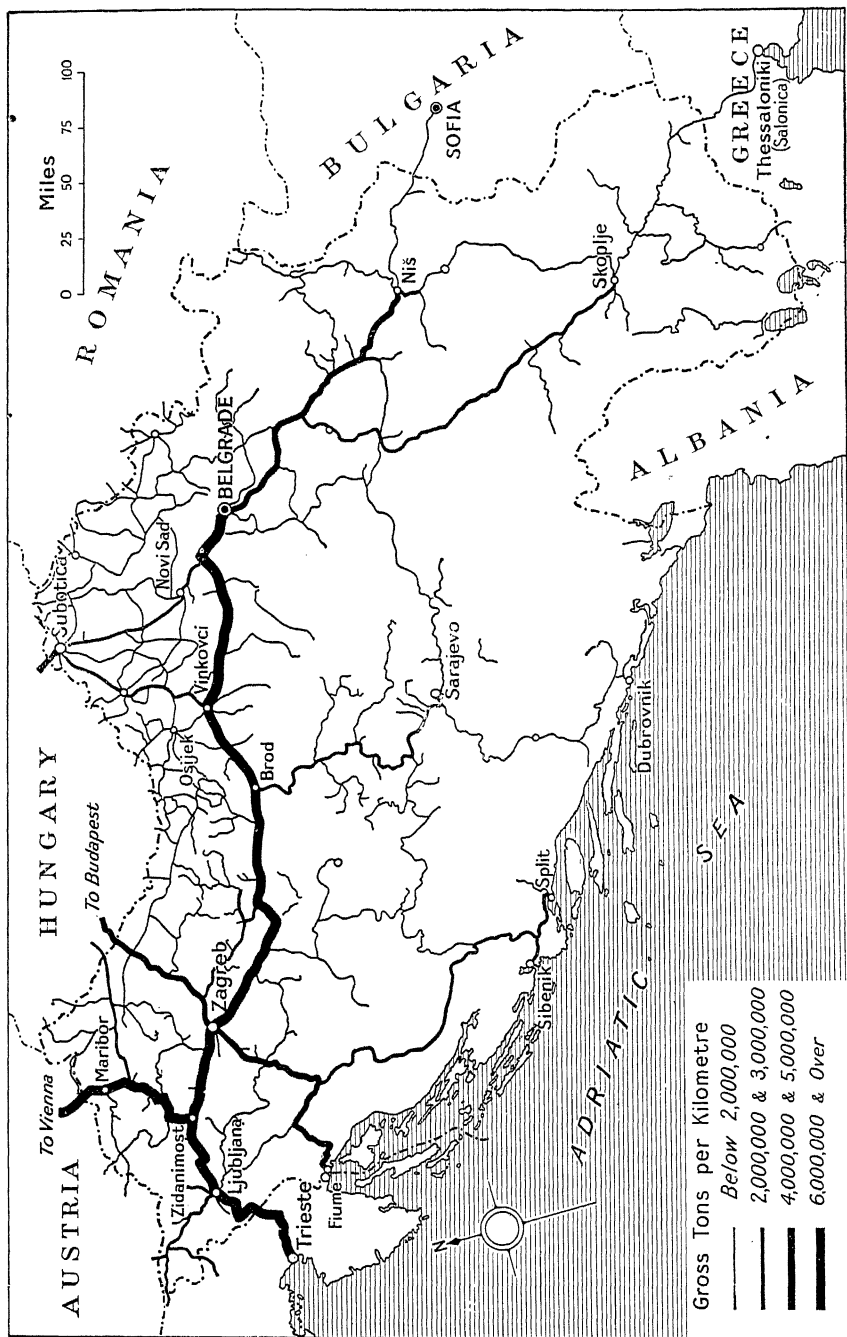 AUSTRIA
HUNGARY
ROMANIA
BULGARIA
GREECE
ALBANIA
ADRIATIC SEA
Miles
0 25 50 75 100
To Vienna
To Budapest
Maribor
Zidanimost
Ljubljana
Trieste
Fiume
Zagreb
Osijek
Brod
Vinkovci
Subotica
Novi Sad
BELGRADE
Niš
SOFIA
Skoplje
Thessaloniki
(Salonica)
Sarajevo
Dubrovnik
Split
Šibenik
N
Gross Tons per Kilometre
Below 2,000,000
2,000,000 & 3,000,000
4,000,000 & 5,000,000
6,000,000 & Over